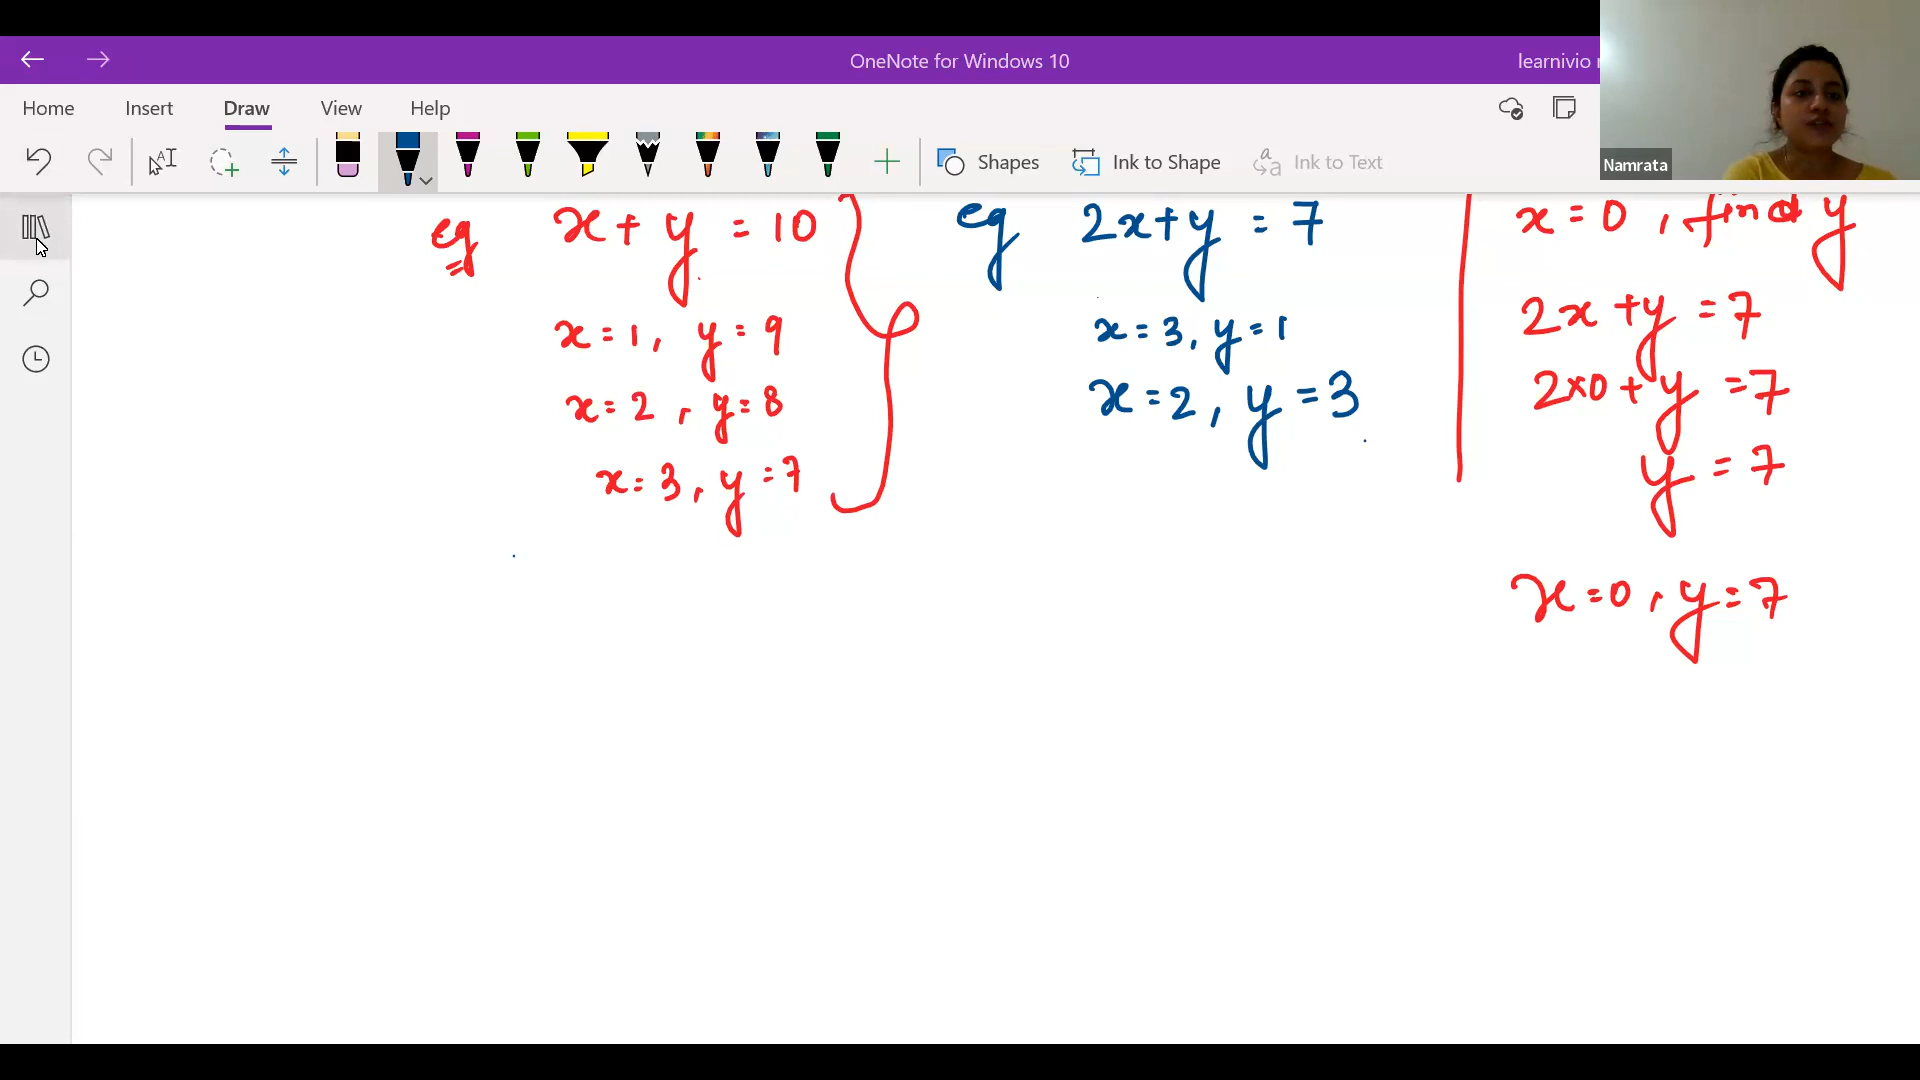 OneNote for Windows 10
learnivio
Home Insert Draw View Help
Shapes Ink to Shape Ink to Text
Namrata
eg x + y = 10
x = 1, y = 9
x = 2, y = 8
x = 3, y = 7
eg 2x + y = 7
x = 3, y = 1
x = 2, y = 3
x = 0, find y
2x + y = 7
2×0 + y = 7
y = 7
x = 0, y = 7